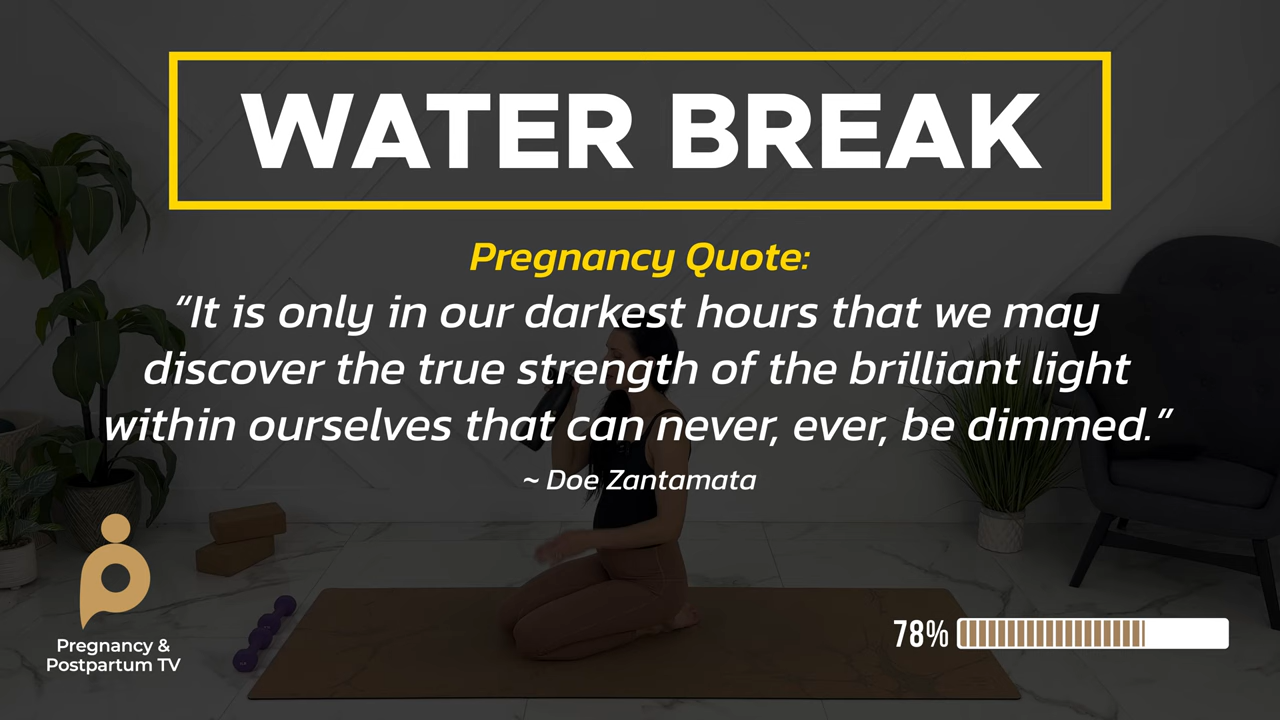 WATER BREAK
Pregnancy Quote:
“It is only in our darkest hours that we may
discover the true strength of the brilliant light
within ourselves that can never, ever, be dimmed.”
~ Doe Zantamata
Pregnancy &
Postpartum TV
78%